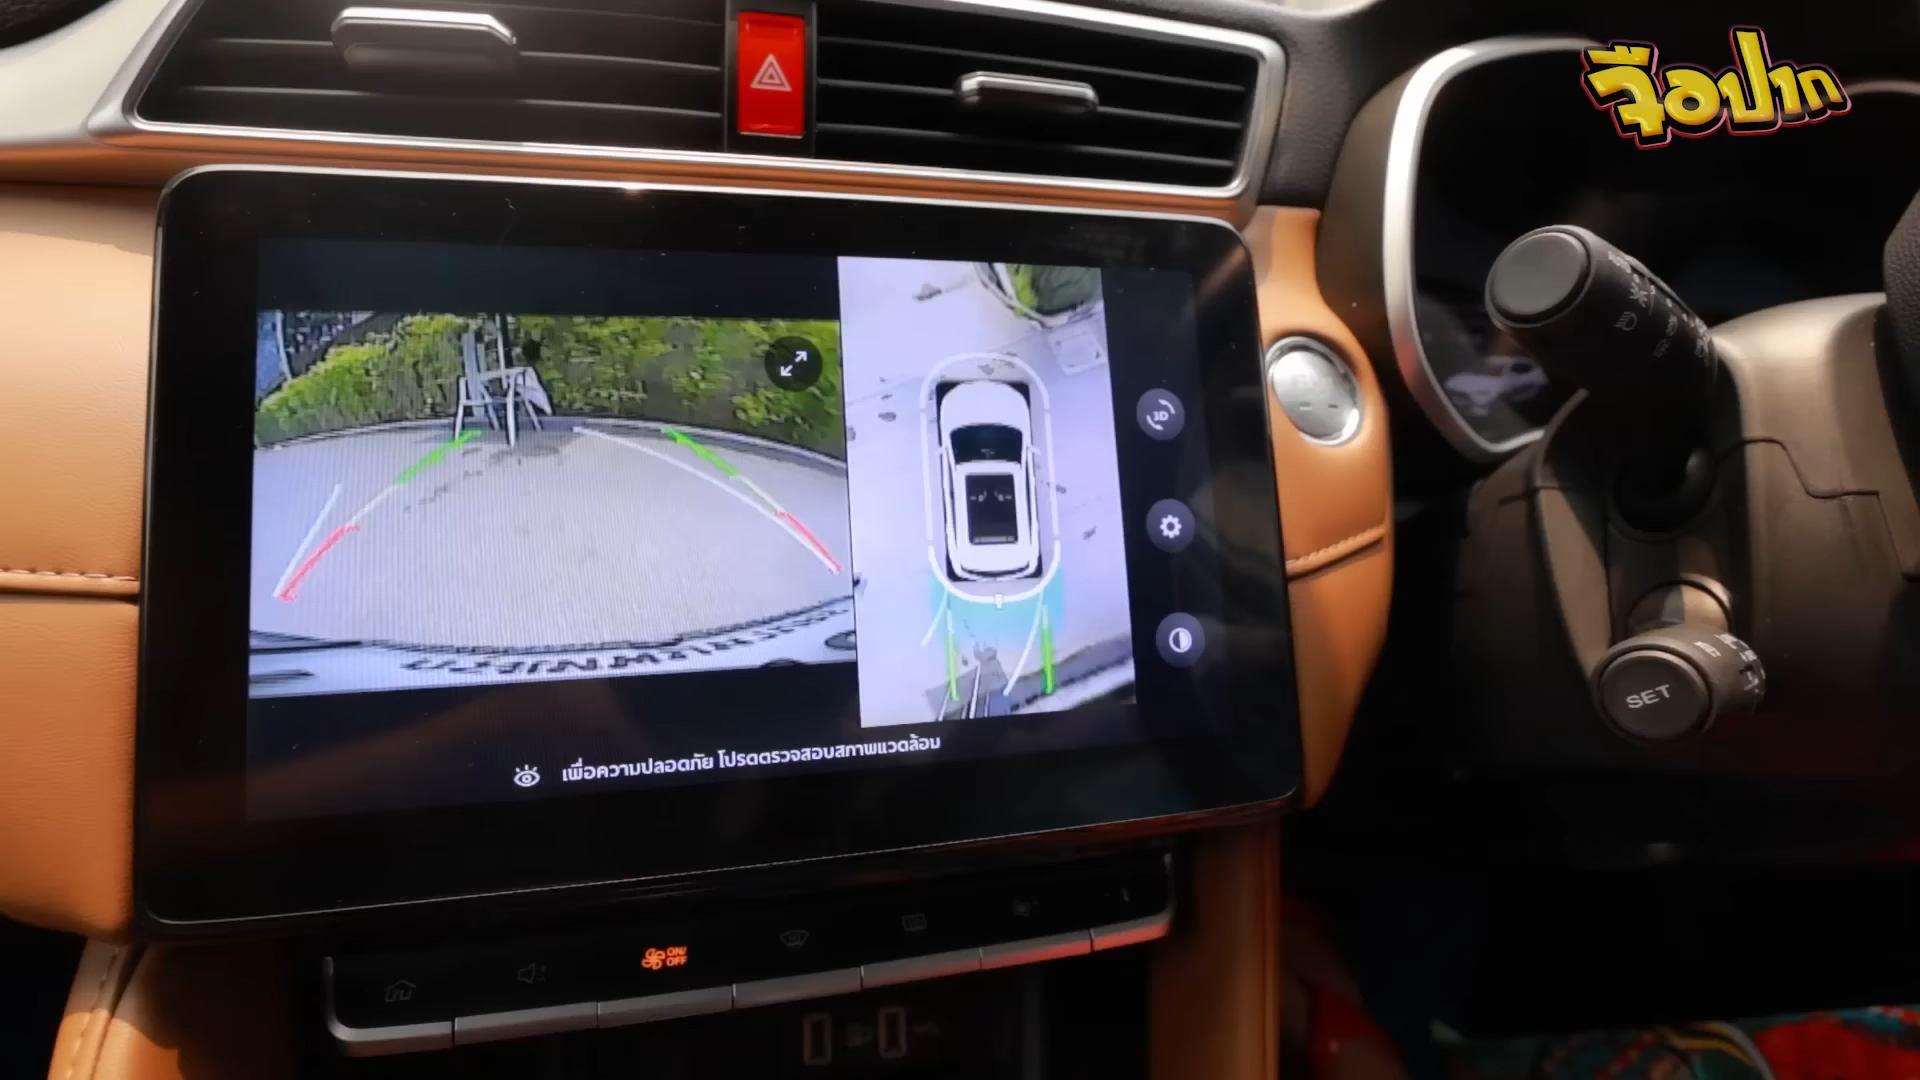 จือปาก
3D
เพื่อความปลอดภัย โปรดตรวจสอบสภาพแวดล้อม
SET
ON/
OFF